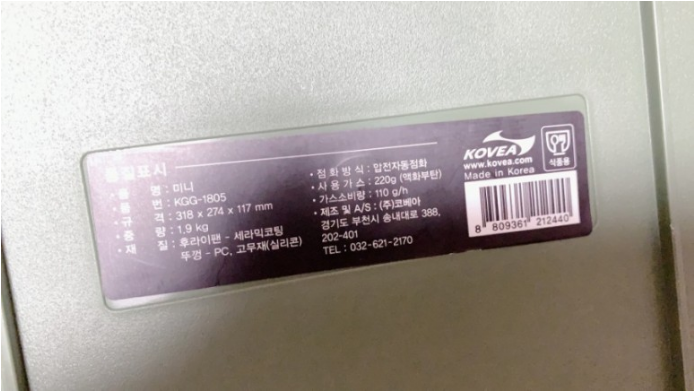 품질표시
· 품 명 : 미니
· 품 번 : KGG-1805
· 규 격 : 318 x 274 x 117 mm
· 중 량 : 1.9 kg
· 재 질 : 후라이팬 - 세라믹코팅
뚜껑 - PC, 고무재(실리콘)
· 점화방식 : 압전자동점화
· 사용가스 : 220g (액화부탄)
· 가스소비량 : 110 g/h
· 제조 및 A/S : (주)코베아
경기도 부천시 송내대로 388,
202-401
TEL : 032-621-2170
KOVEA
www.kovea.com
Made in Korea
식품용
8 809361 212440